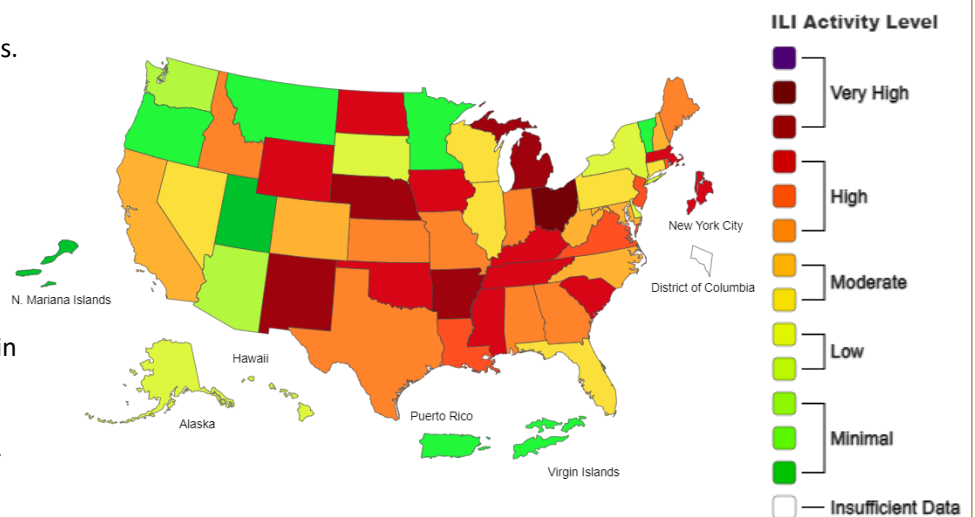 s.
in
ILI Activity Level
Very High
High
Moderate
Low
Minimal
Insufficient Data
New York City
District of Columbia
N. Mariana Islands
Hawaii
Alaska
Puerto Rico
Virgin Islands